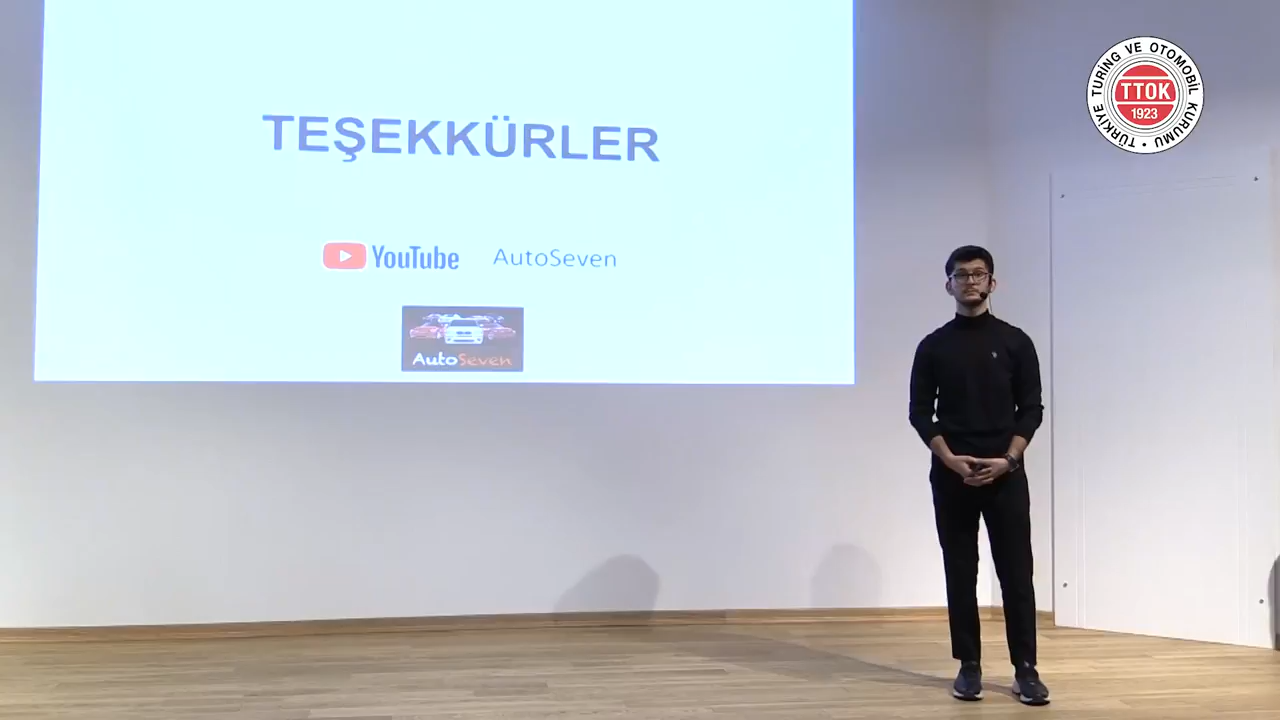 TEŞEKKÜRLER
YouTube AutoSeven
AutoSeven
TÜRKİYE TURİNG VE OTOMOBİL KURUMU
TTOK
1923